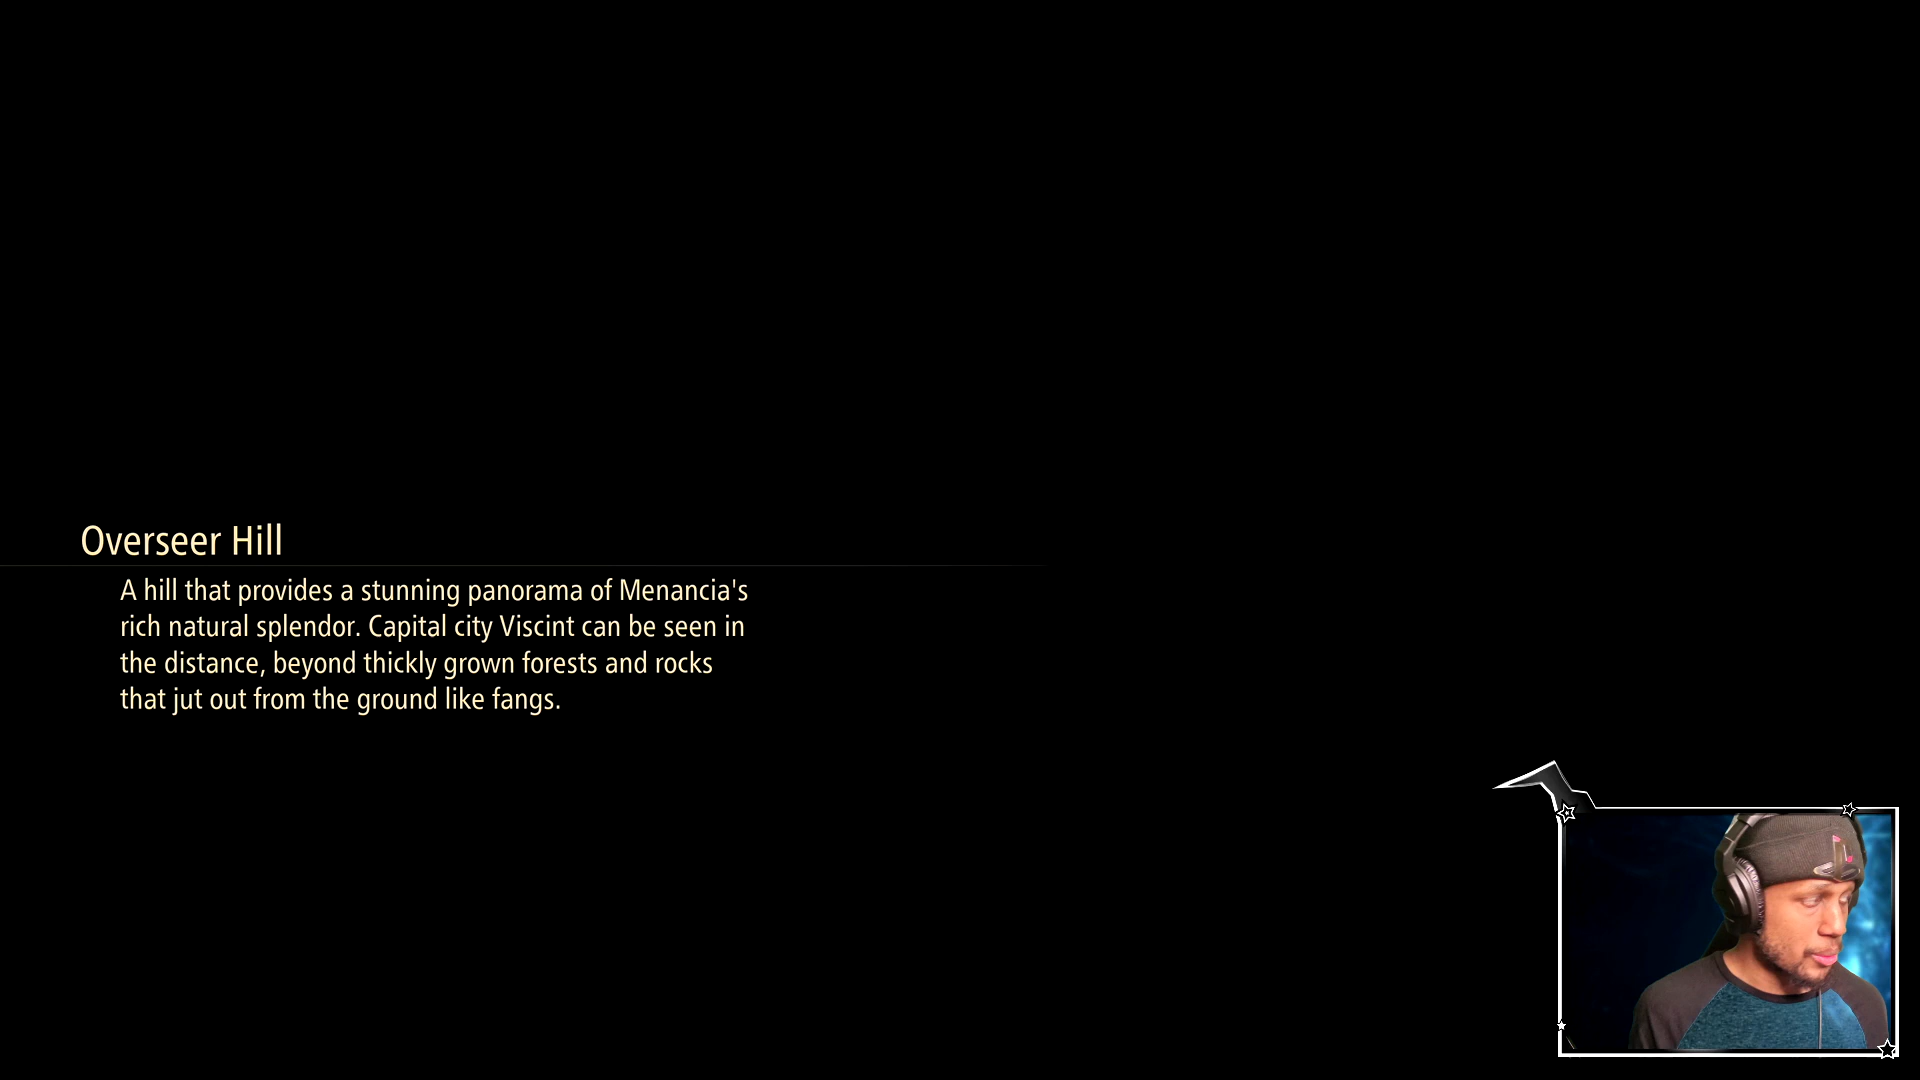 Overseer Hill
A hill that provides a stunning panorama of Menancia's
rich natural splendor. Capital city Viscint can be seen in
the distance, beyond thickly grown forests and rocks
that jut out from the ground like fangs.